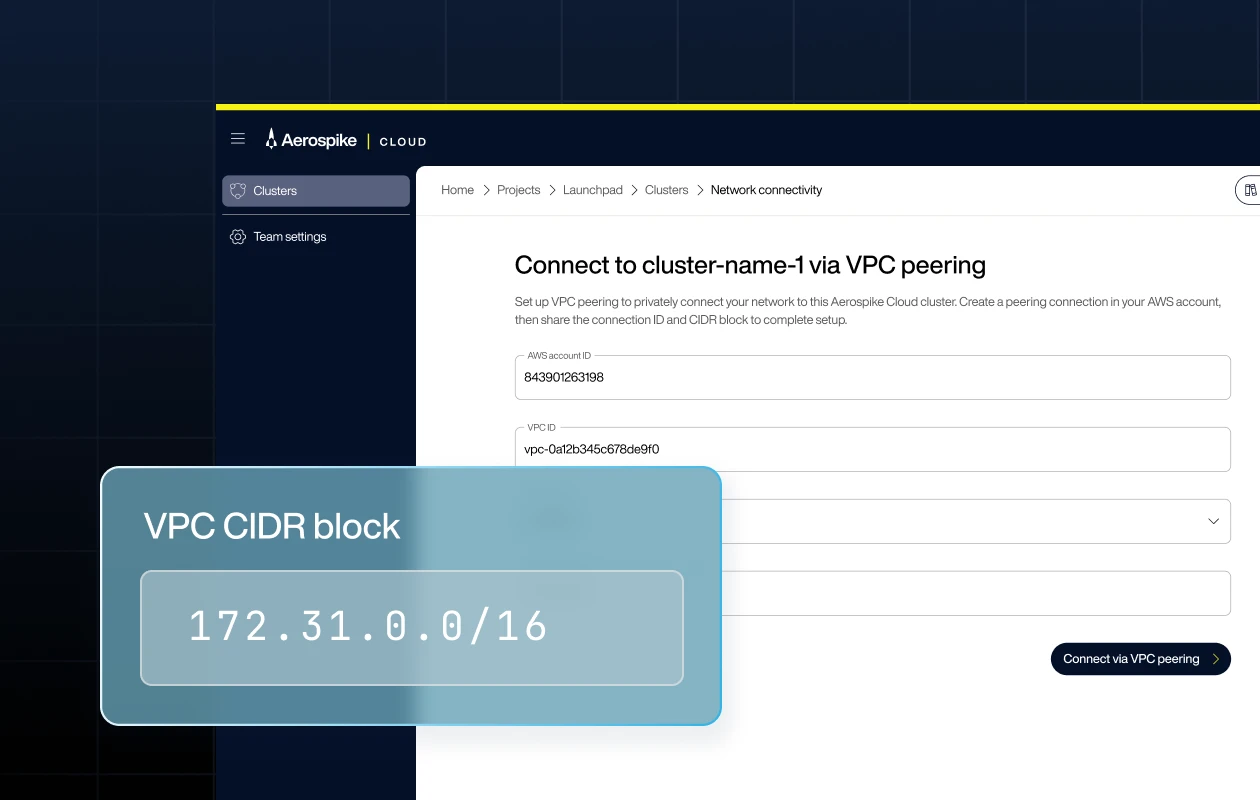 Aerospike | CLOUD
Clusters
Team settings
Home > Projects > Launchpad > Clusters > Network connectivity
Connect to cluster-name-1 via VPC peering
Set up VPC peering to privately connect your network to this Aerospike Cloud cluster. Create a peering connection in your AWS account,
then share the connection ID and CIDR block to complete setup.
AWS account ID
843901263198
VPC ID
vpc-0a12b345c678de9f0
VPC CIDR block
172.31.0.0/16
Connect via VPC peering